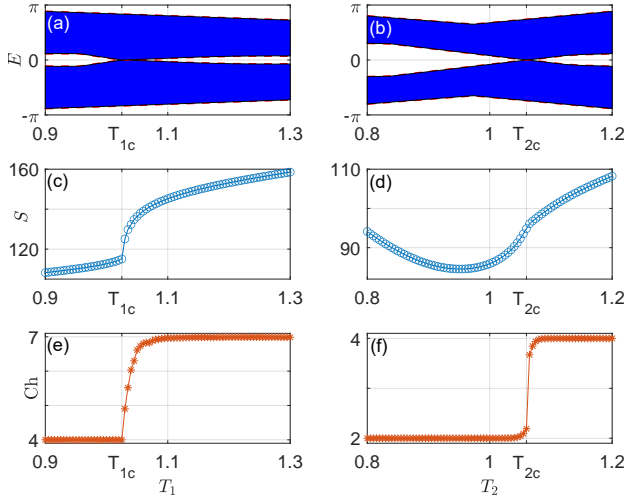 π (a) π (b)
E 0 0
-π -π
0.9 T1c 1.1 1.3 0.8 1 T2c 1.2
160 (c) 110 (d)
S
120 90
0.9 T1c 1.1 1.3 0.8 1 T2c 1.2
7 (e) 4 (f)
Ch
4 2
0.9 T1c 1.1 1.3 0.8 1 T2c 1.2
T1 T2